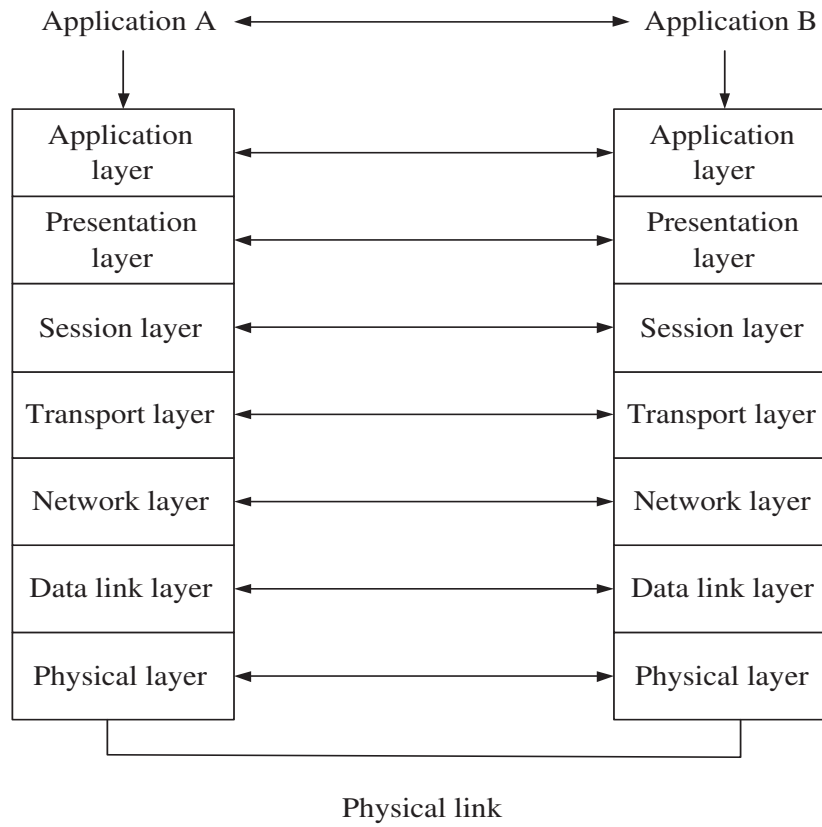 Application A
Application B
Application
layer
Application
layer
Presentation
layer
Presentation
layer
Session layer
Session layer
Transport layer
Transport layer
Network layer
Network layer
Data link layer
Data link layer
Physical layer
Physical layer
Physical link